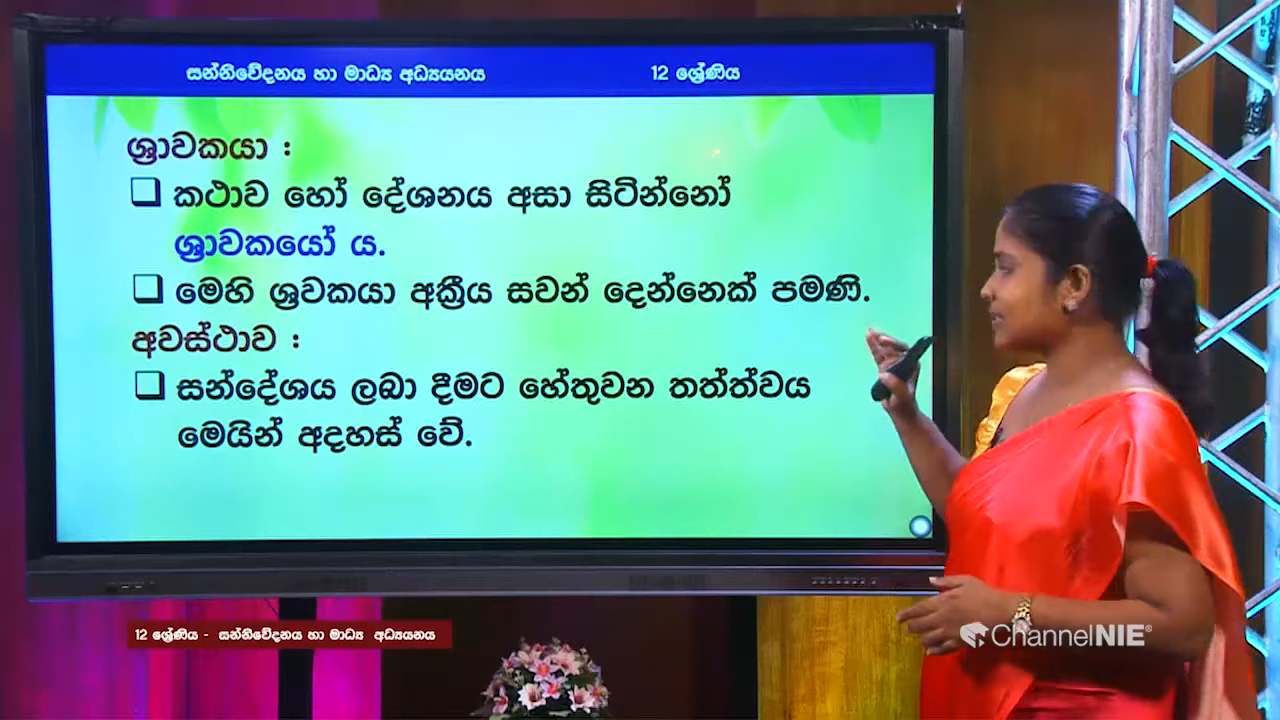 සන්නිවේදනය හා මාධ්‍ය අධ්‍යයනය 12 ශ්‍රේණිය
ශ්‍රාවකයා :
❑ කථාව හෝ දේශනය අසා සිටින්නෝ
ශ්‍රාවකයෝ ය.
❑ මෙහි ශ්‍රවකයා අක්‍රීය සවන් දෙන්නෙක් පමණි.
අවස්ථාව :
❑ සන්දේශය ලබා දීමට හේතුවන තත්ත්වය
මෙයින් අදහස් වේ.
12 ශ්‍රේණිය - සන්නිවේදනය හා මාධ්‍ය අධ්‍යයනය
ChannelNIE®